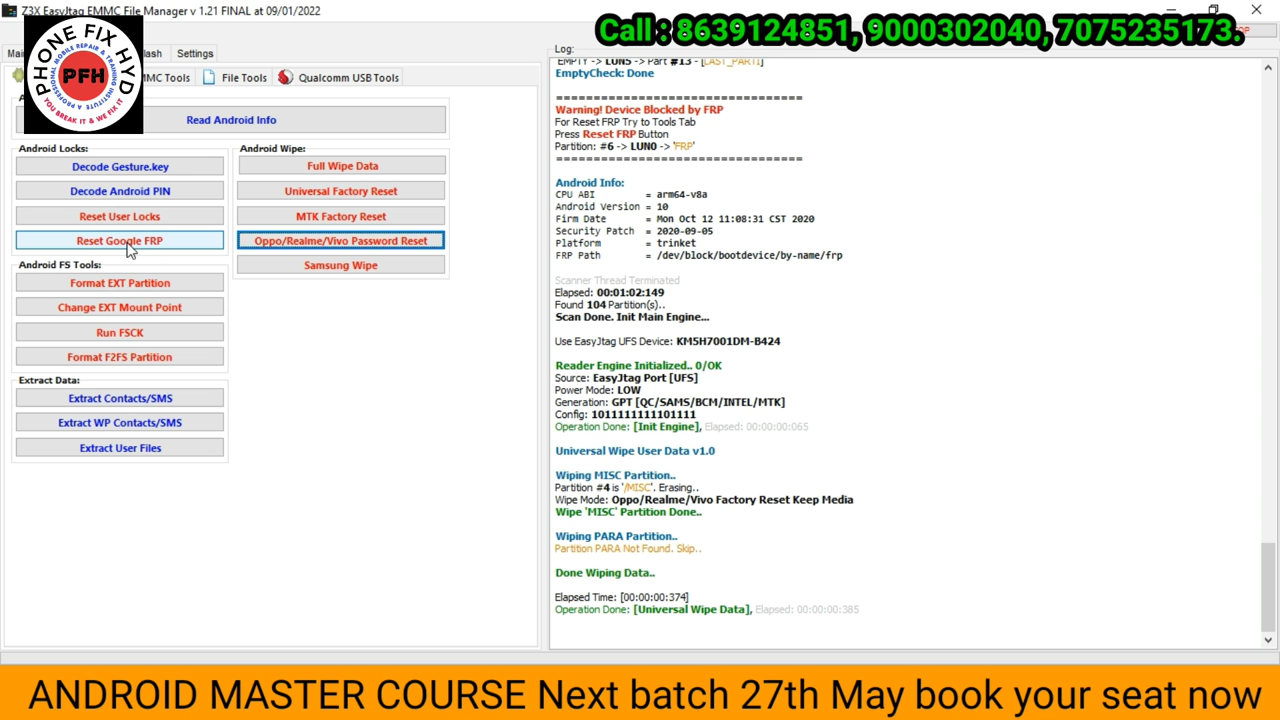 Z3X EasyJtag EMMC File Manager v 1.21 FINAL at 09/01/2022
Call : 8639124851, 9000302040, 7075235173.
PHONE FIX HYD
A PROFESSIONAL MOBILE REPAIR & TRAINING INSTITUTE
PFH
YOU BREAK IT & WE FIX IT
Settings
File Tools
Qualcomm USB Tools
Read Android Info
Android Locks:
Decode Gesture.key
Decode Android PIN
Reset User Locks
Reset Google FRP
Android Wipe:
Full Wipe Data
Universal Factory Reset
MTK Factory Reset
Oppo/Realme/Vivo Password Reset
Samsung Wipe
Android FS Tools:
Format EXT Partition
Change EXT Mount Point
Run FSCK
Format F2FS Partition
Extract Data:
Extract Contacts/SMS
Extract WP Contacts/SMS
Extract User Files
Log:
EMPTY -> LUN5 -> Part #13 - [LAST_PARTI]
EmptyCheck: Done
==============================
Warning! Device Blocked by FRP
For Reset FRP Try to Tools Tab
Press Reset FRP Button
Partition: #6 -> LUN0 -> 'FRP'
==============================
Android Info:
CPU ABI = arm64-v8a
Android Version = 10
Firm Date = Mon Oct 12 11:08:31 CST 2020
Security Patch = 2020-09-05
Platform = trinket
FRP Path = /dev/block/bootdevice/by-name/frp
Scanner Thread Terminated
Elapsed: 00:01:02:149
Found 104 Partition(s)..
Scan Done. Init Main Engine...
Use EasyJtag UFS Device: KM5H7001DM-B424
Reader Engine Initialized.. 0/OK
Source: EasyJtag Port [UFS]
Power Mode: LOW
Generation: GPT [QC/SAMS/BCM/INTEL/MTK]
Config: 1011111111101111
Operation Done: [Init Engine], Elapsed: 00:00:00:065
Universal Wipe User Data v1.0
Wiping MISC Partition..
Partition #4 is '/MISC'. Erasing..
Wipe Mode: Oppo/Realme/Vivo Factory Reset Keep Media
Wipe 'MISC' Partition Done..
Wiping PARA Partition..
Partition PARA Not Found. Skip..
Done Wiping Data..
Elapsed Time: [00:00:00:374]
Operation Done: [Universal Wipe Data], Elapsed: 00:00:00:385
ANDROID MASTER COURSE Next batch 27th May book your seat now